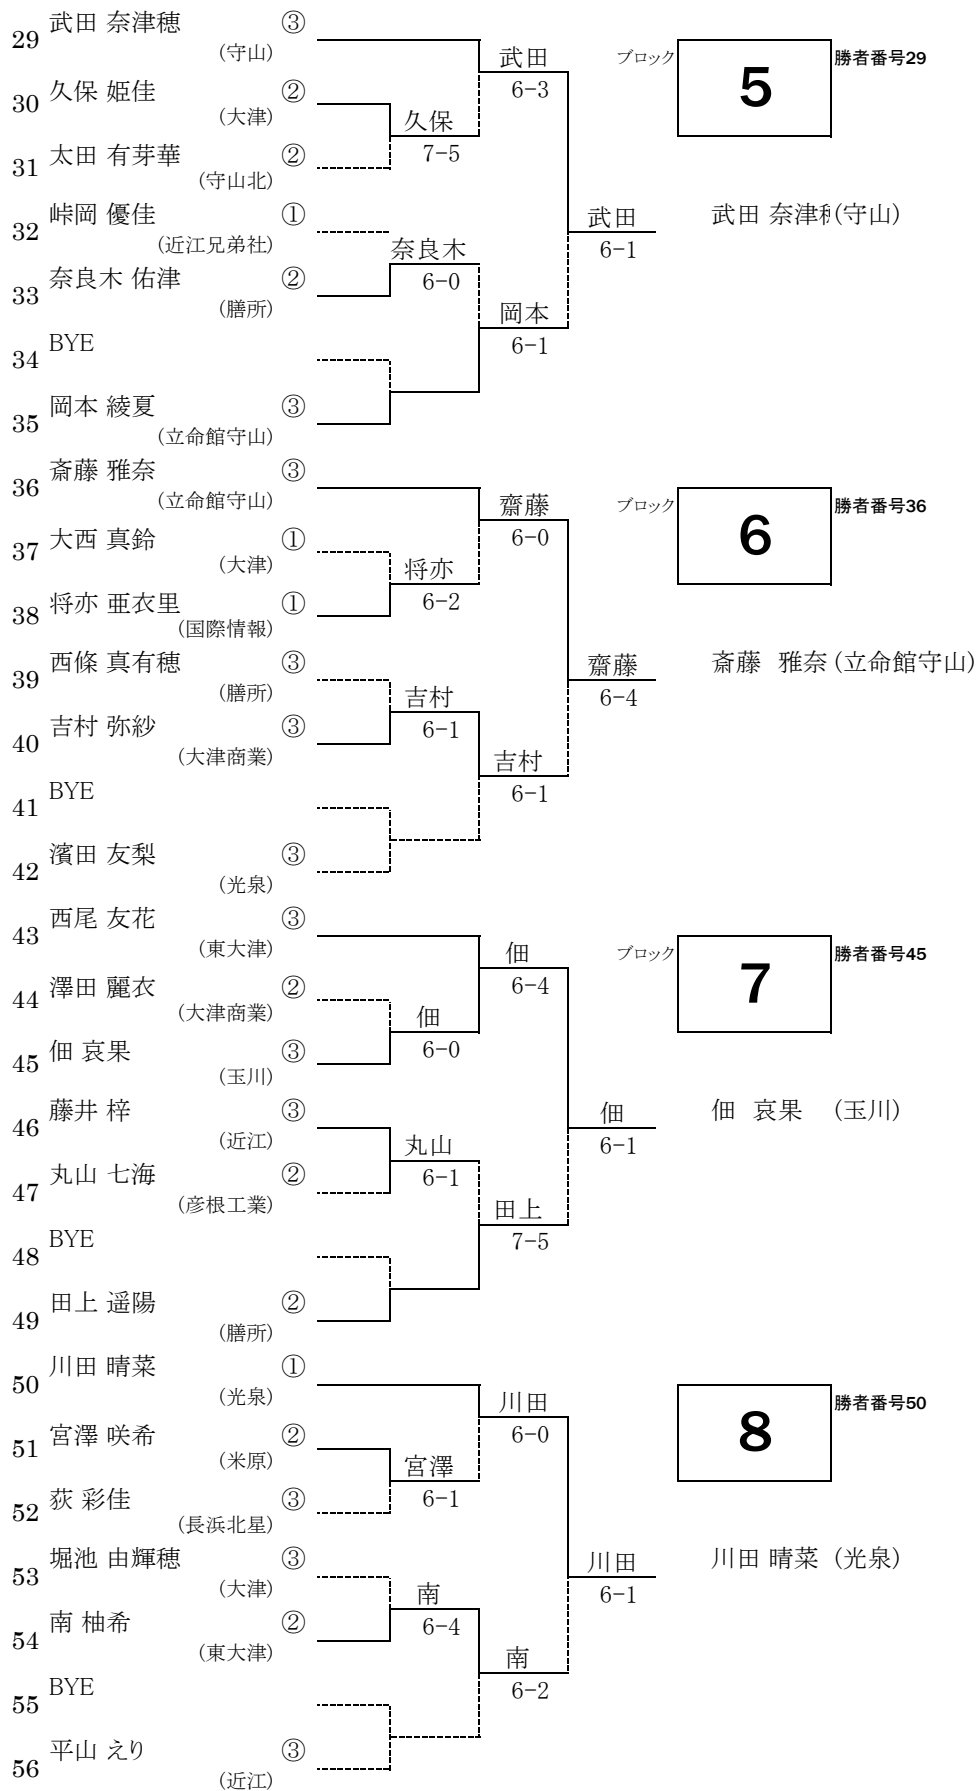 29 武田 奈津穂 ③
(守山)
武田
6-3
ブロック
5
勝者番号29
30 久保 姫佳 ②
(大津)
久保
7-5
31 太田 有芽華 ②
(守山北)
32 峠岡 優佳 ①
(近江兄弟社)
武田
6-1
武田 奈津 (守山)
奈良木
6-0
33 奈良木 佑津 ②
(膳所)
岡本
6-1
34 BYE
35 岡本 綾夏 ③
(立命館守山)
36 斎藤 雅奈 ③
(立命館守山)
齋藤
6-0
ブロック
6
勝者番号36
37 大西 真鈴 ①
(大津)
将亦
6-2
38 将亦 亜衣里 ①
(国際情報)
39 西條 真有穂 ③
(膳所)
齋藤
6-4
斎藤 雅奈 (立命館守山)
吉村
6-1
40 吉村 弥紗 ③
(大津商業)
吉村
6-1
41 BYE
42 濱田 友梨 ③
(光泉)
43 西尾 友花 ③
(東大津)
佃
6-4
ブロック
7
勝者番号45
44 澤田 麗衣 ②
(大津商業)
佃
6-0
45 佃 哀果 ③
(玉川)
46 藤井 梓 ③
(近江)
佃
6-1
佃 哀果 (玉川)
丸山
6-1
47 丸山 七海 ②
(彦根工業)
田上
7-5
48 BYE
49 田上 遥陽 ②
(膳所)
50 川田 晴菜 ①
(光泉)
川田
6-0
8
勝者番号50
51 宮澤 咲希 ②
(米原)
宮澤
6-1
52 荻 彩佳 ③
(長浜北星)
53 堀池 由輝穂 ③
(大津)
川田
6-1
川田 晴菜 (光泉)
南
6-4
54 南 柚希 ②
(東大津)
南
6-2
55 BYE
56 平山 えり ③
(近江)